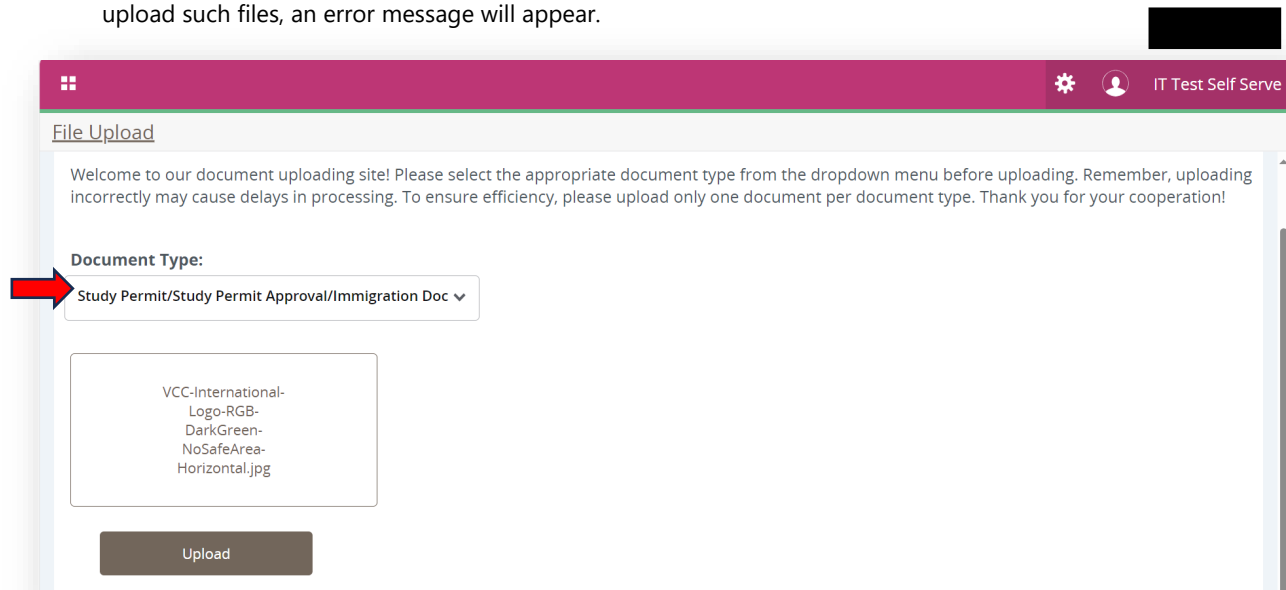 upload such files, an error message will appear.
IT Test Self Serve
File Upload
Welcome to our document uploading site! Please select the appropriate document type from the dropdown menu before uploading. Remember, uploading
incorrectly may cause delays in processing. To ensure efficiency, please upload only one document per document type. Thank you for your cooperation!
Document Type:
Study Permit/Study Permit Approval/Immigration Doc
VCC-International-
Logo-RGB-
DarkGreen-
NoSafeArea-
Horizontal.jpg
Upload